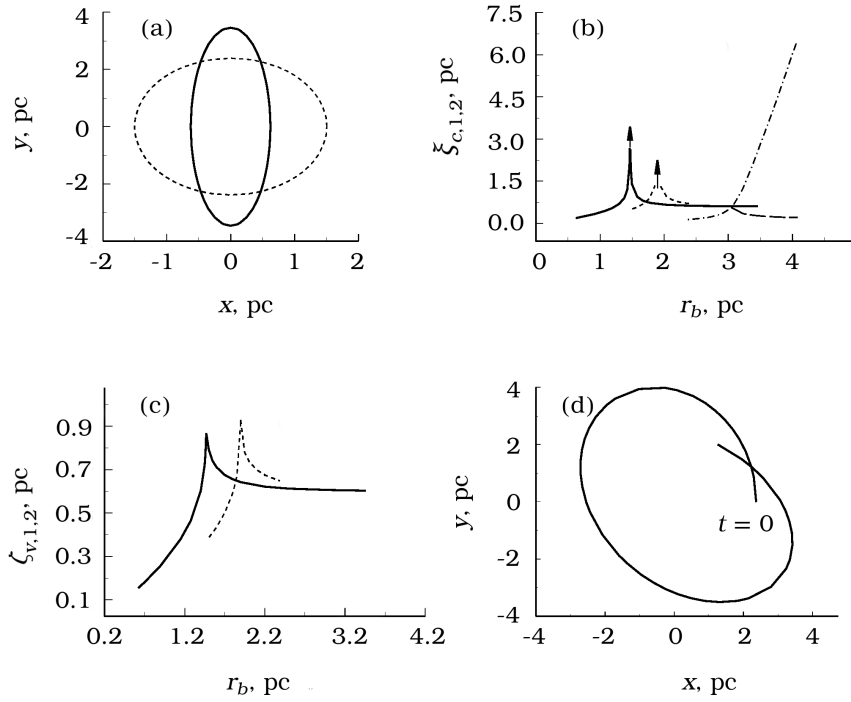 (a)
4
2
0
-2
-4
y, pc
-2 -1 0 1 2
x, pc
(b)
7.5
6.0
4.5
3.0
1.5
0.0
ξc,1,2, pc
0 1 2 3 4
rb, pc
(c)
0.9
0.7
0.5
0.3
0.1
ζv,1,2, pc
0.2 1.2 2.2 3.2 4.2
rb, pc
(d)
4
2
0
-2
-4
y, pc
t = 0
-4 -2 0 2 4
x, pc